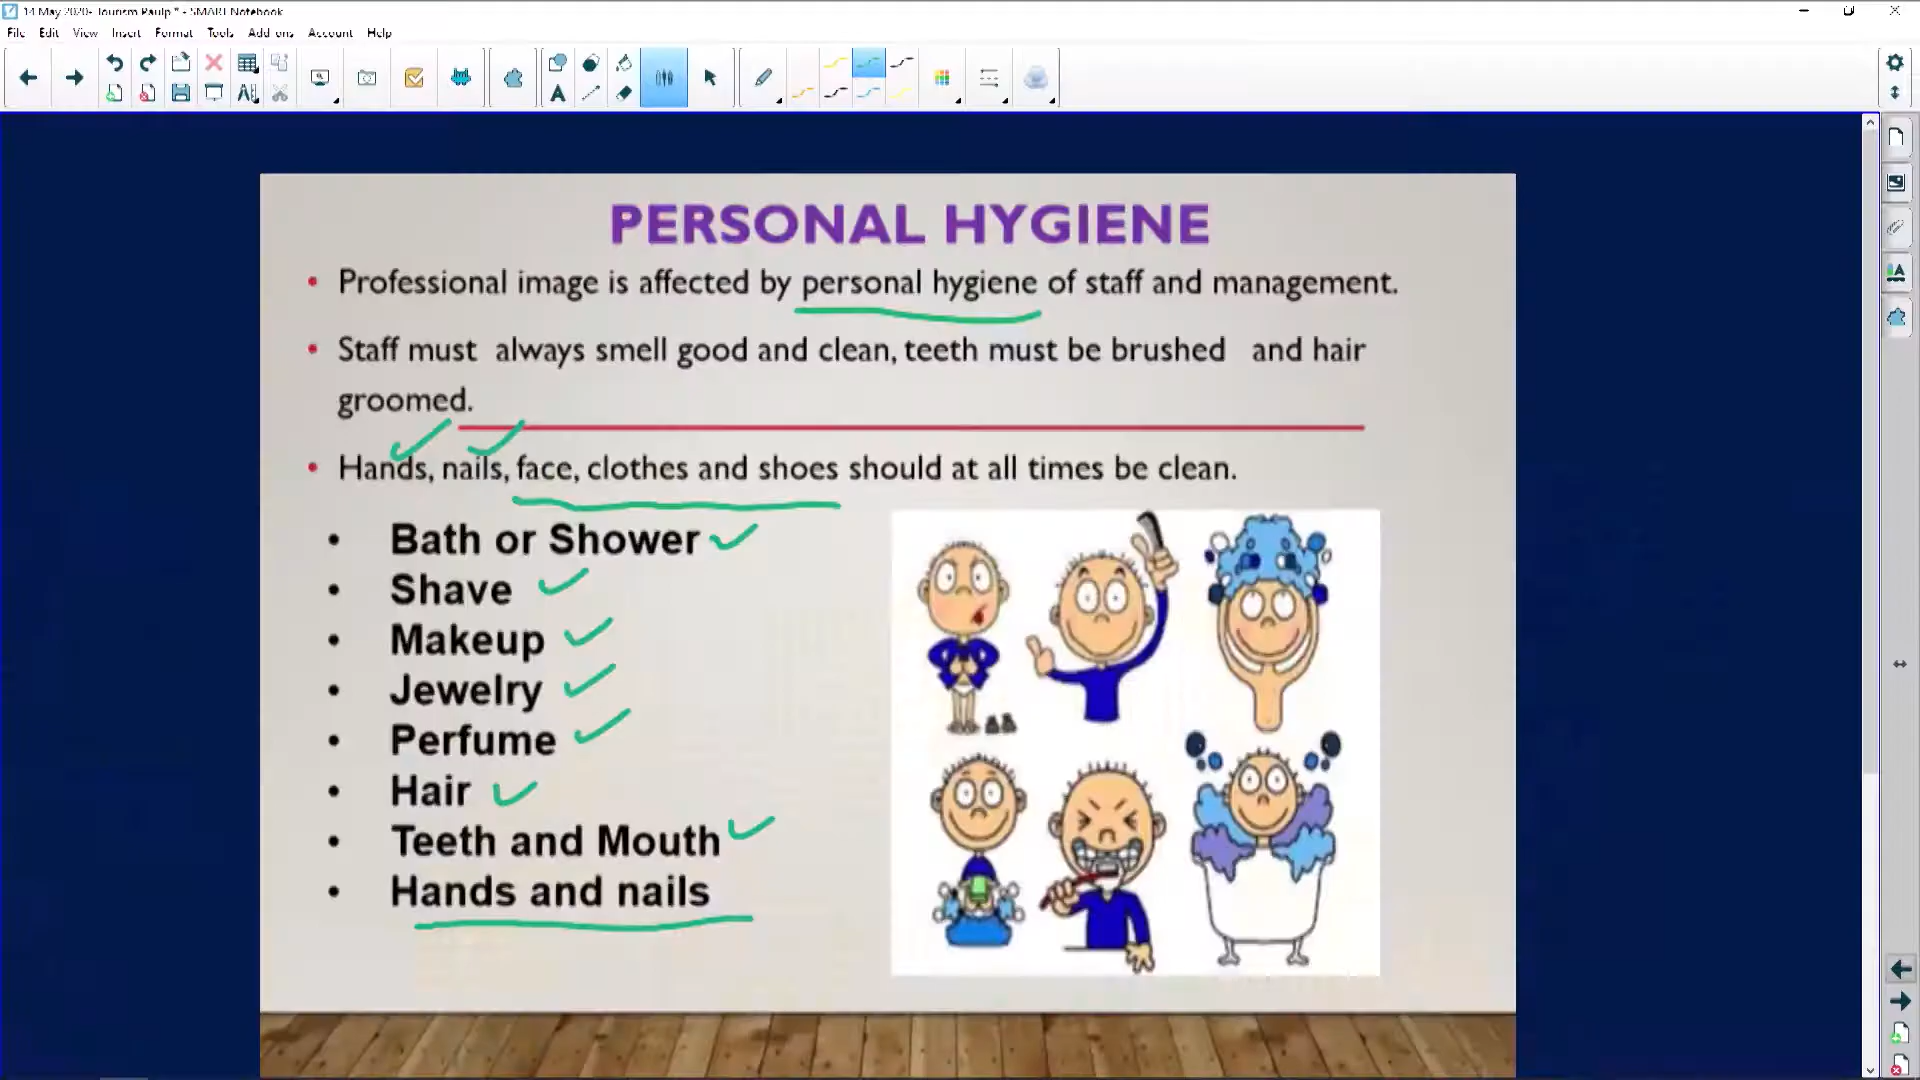 14 May 2020- Tourism Paulp * - SMART Notebook
File Edit View Insert Format Tools Add-ons Account Help
PERSONAL HYGIENE
• Professional image is affected by personal hygiene of staff and management.
• Staff must always smell good and clean, teeth must be brushed and hair
groomed.
• Hands, nails, face, clothes and shoes should at all times be clean.
• Bath or Shower
• Shave
• Makeup
• Jewelry
• Perfume
• Hair
• Teeth and Mouth
• Hands and nails